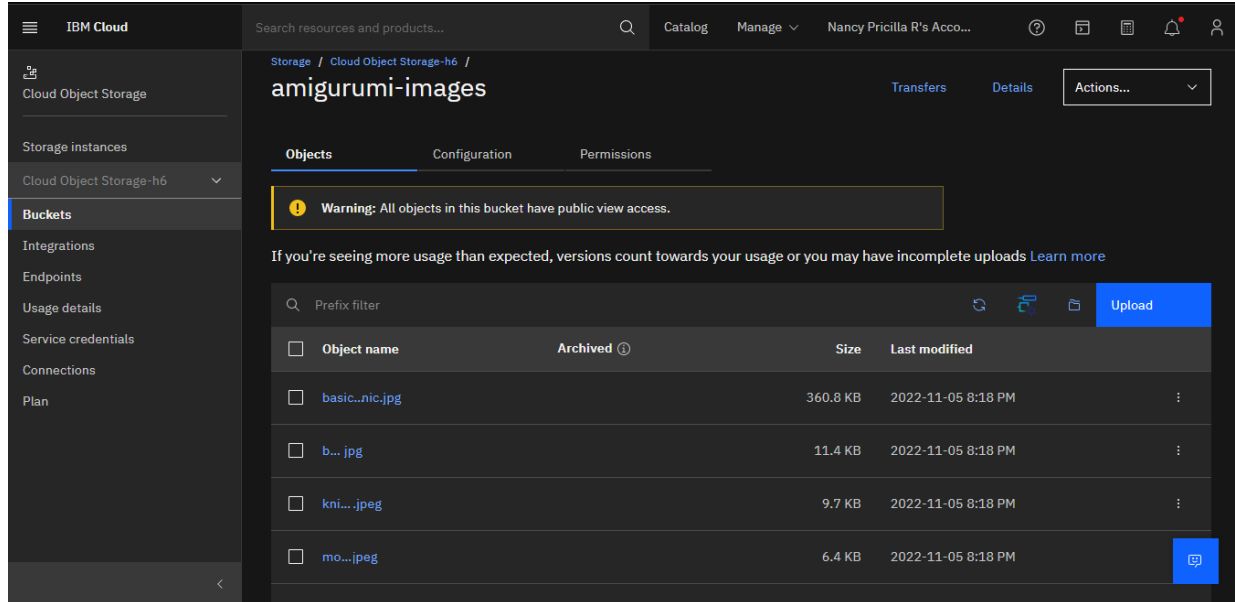 IBM Cloud
Search resources and products...
Catalog
Manage
Nancy Pricilla R's Acco...
Cloud Object Storage
Storage instances
Cloud Object Storage-h6
Buckets
Integrations
Endpoints
Usage details
Service credentials
Connections
Plan
Storage / Cloud Object Storage-h6 /
amigurumi-images
Transfers
Details
Actions...
Objects
Configuration
Permissions
Warning: All objects in this bucket have public view access.
If you're seeing more usage than expected, versions count towards your usage or you may have incomplete uploads Learn more
Prefix filter
Upload
Object name Archived Size Last modified
basic..nic.jpg 360.8 KB 2022-11-05 8:18 PM
b... jpg 11.4 KB 2022-11-05 8:18 PM
kni....jpeg 9.7 KB 2022-11-05 8:18 PM
mo...jpeg 6.4 KB 2022-11-05 8:18 PM